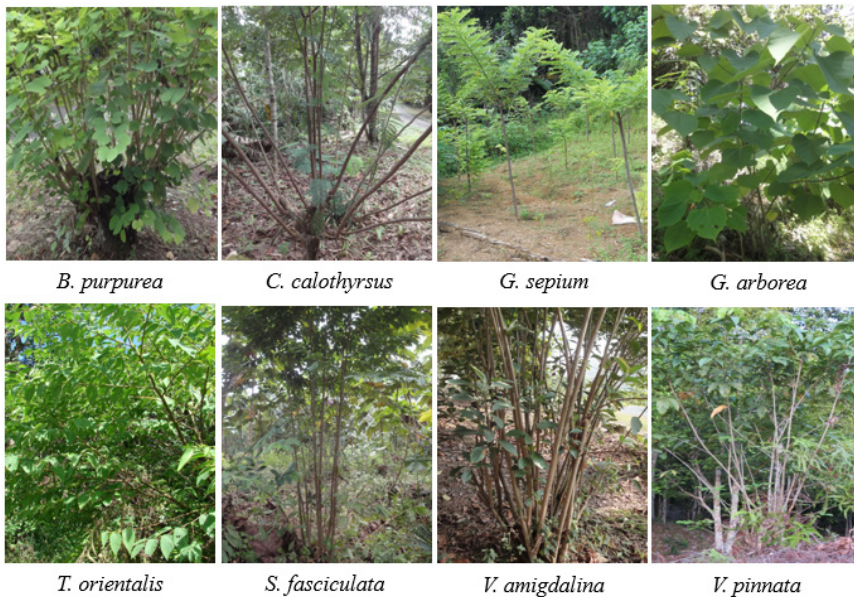 B. purpurea
C. calothyrsus
G. sepium
G. arborea
T. orientalis
S. fasciculata
V. amigdalina
V. pinnata